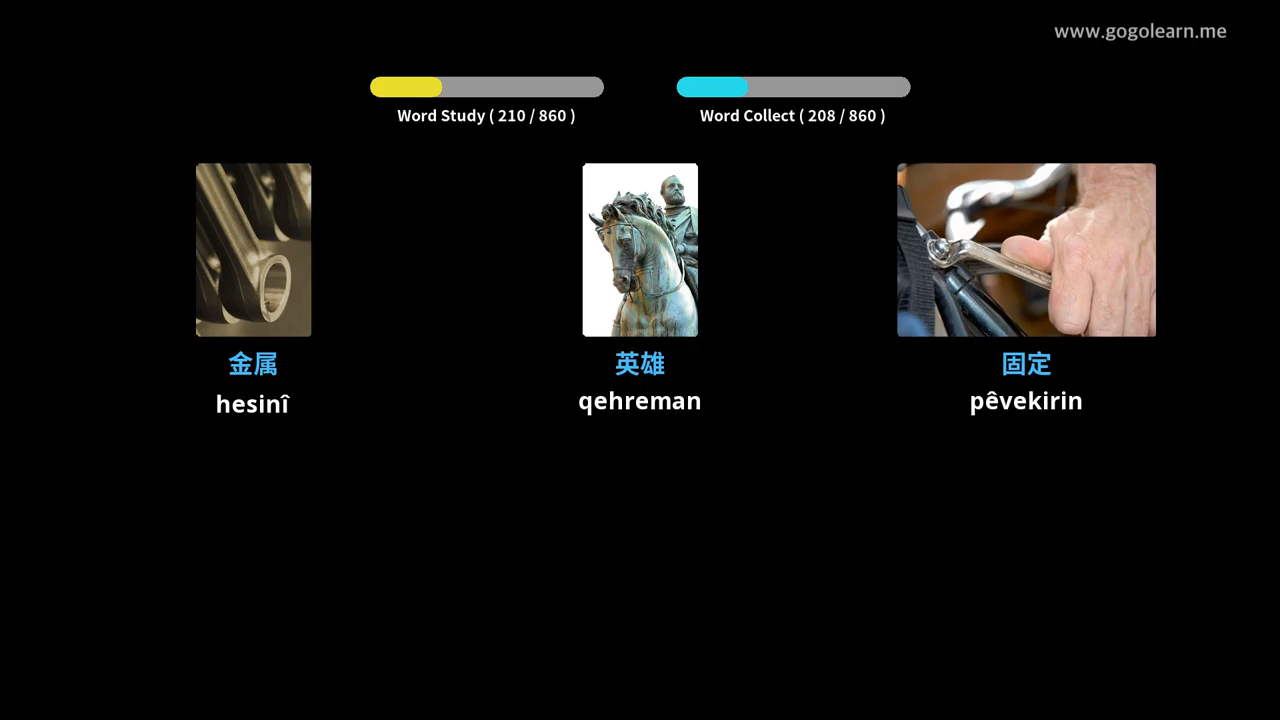 www.gogolearn.me
Word Study ( 210 / 860 )
Word Collect ( 208 / 860 )
金属
英雄
固定
hesinî
qehreman
pêvekirin